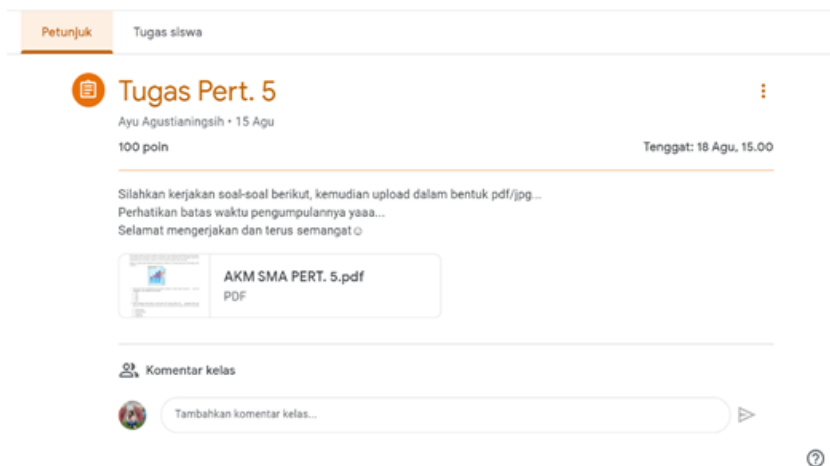 Petunjuk Tugas siswa
Tugas Pert. 5
Ayu Agustianingsih • 15 Agu
100 poin Tenggat: 18 Agu, 15.00
Silahkan kerjakan soal-soal berikut, kemudian upload dalam bentuk pdf/jpg...
Perhatikan batas waktu pengumpulannya yaaa...
Selamat mengerjakan dan terus semangat☺
AKM SMA PERT. 5.pdf
PDF
Komentar kelas
Tambahkan komentar kelas...